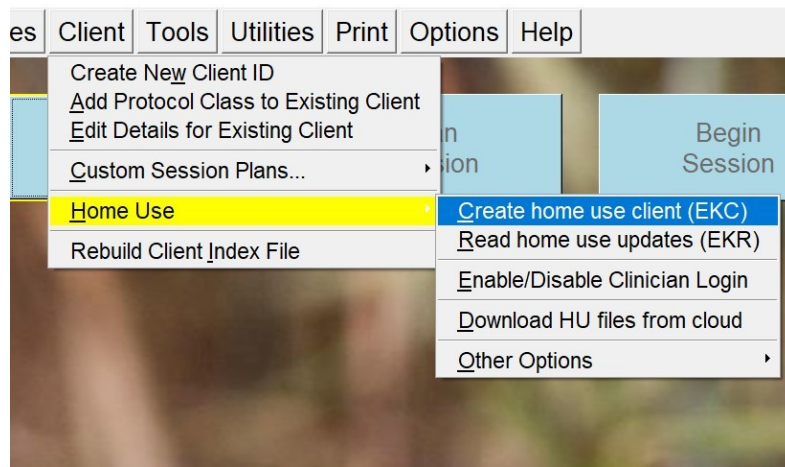 es Client Tools Utilities Print Options Help
Create New Client ID
Add Protocol Class to Existing Client
Edit Details for Existing Client
Custom Session Plans...
Home Use
Rebuild Client Index File
Begin
Session
Create home use client (EKC)
Read home use updates (EKR)
Enable/Disable Clinician Login
Download HU files from cloud
Other Options